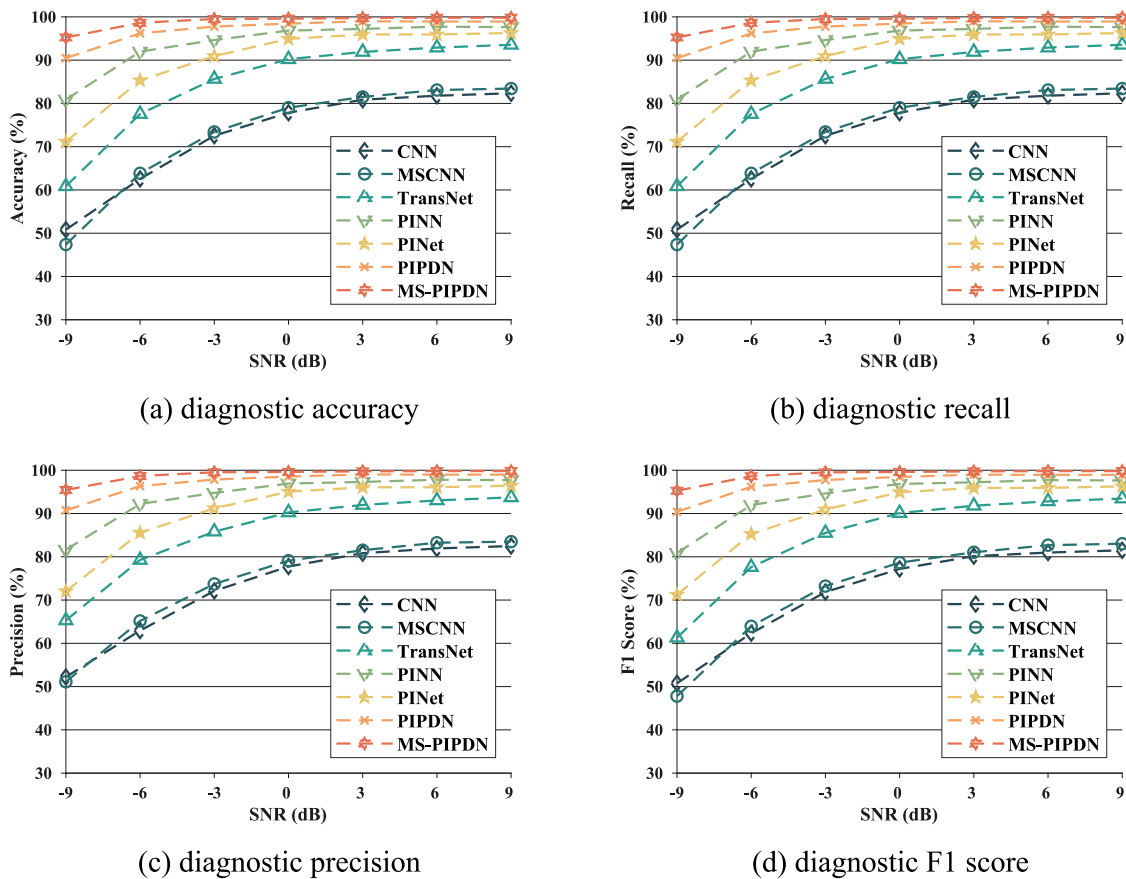 100
90
80
70
60
50
40
30
Accuracy (%)
CNN
MSCNN
TransNet
PINN
PINet
PIPDN
MS-PIPDN
-9 -6 -3 0 3 6 9
SNR (dB)
(a) diagnostic accuracy
100
90
80
70
60
50
40
30
Recall (%)
CNN
MSCNN
TransNet
PINN
PINet
PIPDN
MS-PIPDN
-9 -6 -3 0 3 6 9
SNR (dB)
(b) diagnostic recall
100
90
80
70
60
50
40
30
Precision (%)
CNN
MSCNN
TransNet
PINN
PINet
PIPDN
MS-PIPDN
-9 -6 -3 0 3 6 9
SNR (dB)
(c) diagnostic precision
100
90
80
70
60
50
40
30
F1 Score (%)
CNN
MSCNN
TransNet
PINN
PINet
PIPDN
MS-PIPDN
-9 -6 -3 0 3 6 9
SNR (dB)
(d) diagnostic F1 score